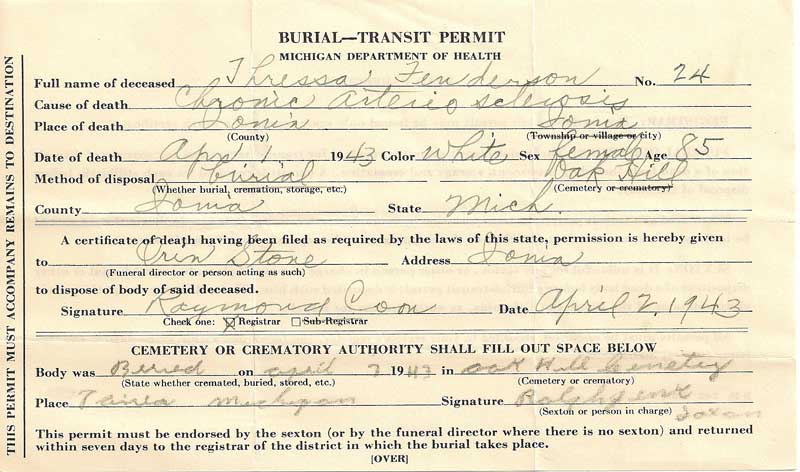 BURIAL—TRANSIT PERMIT
MICHIGAN DEPARTMENT OF HEALTH
Full name of deceased Thressa Fenderson No. 24
Cause of death Chronic Arterio sclerosis
Place of death Ionia Ionia
(County) (Township or village or city)
Date of death Apr 1 1943 Color White Sex female Age 85
Method of disposal burial Oak Hill
(Whether burial, cremation, storage, etc.) (Cemetery or crematory)
County Ionia State Mich.
A certificate of death having been filed as required by the laws of this state, permission is hereby given
to Orin Stone Address Ionia
(Funeral director or person acting as such)
to dispose of body of said deceased.
Signature Raymond Coon Date April 2, 1943
Check one: Registrar Sub-Registrar
CEMETERY OR CREMATORY AUTHORITY SHALL FILL OUT SPACE BELOW
Body was Beried on april 3 1943 in oak Hill Cemetey
(State whether cremated, buried, stored, etc.) (Cemetery or crematory)
Place Michigan Signature
(Sexton or person in charge)
This permit must be endorsed by the sexton (or by the funeral director where there is no sexton) and returned
within seven days to the registrar of the district in which the burial takes place.
[OVER]
THIS PERMIT MUST ACCOMPANY REMAINS TO DESTINATION